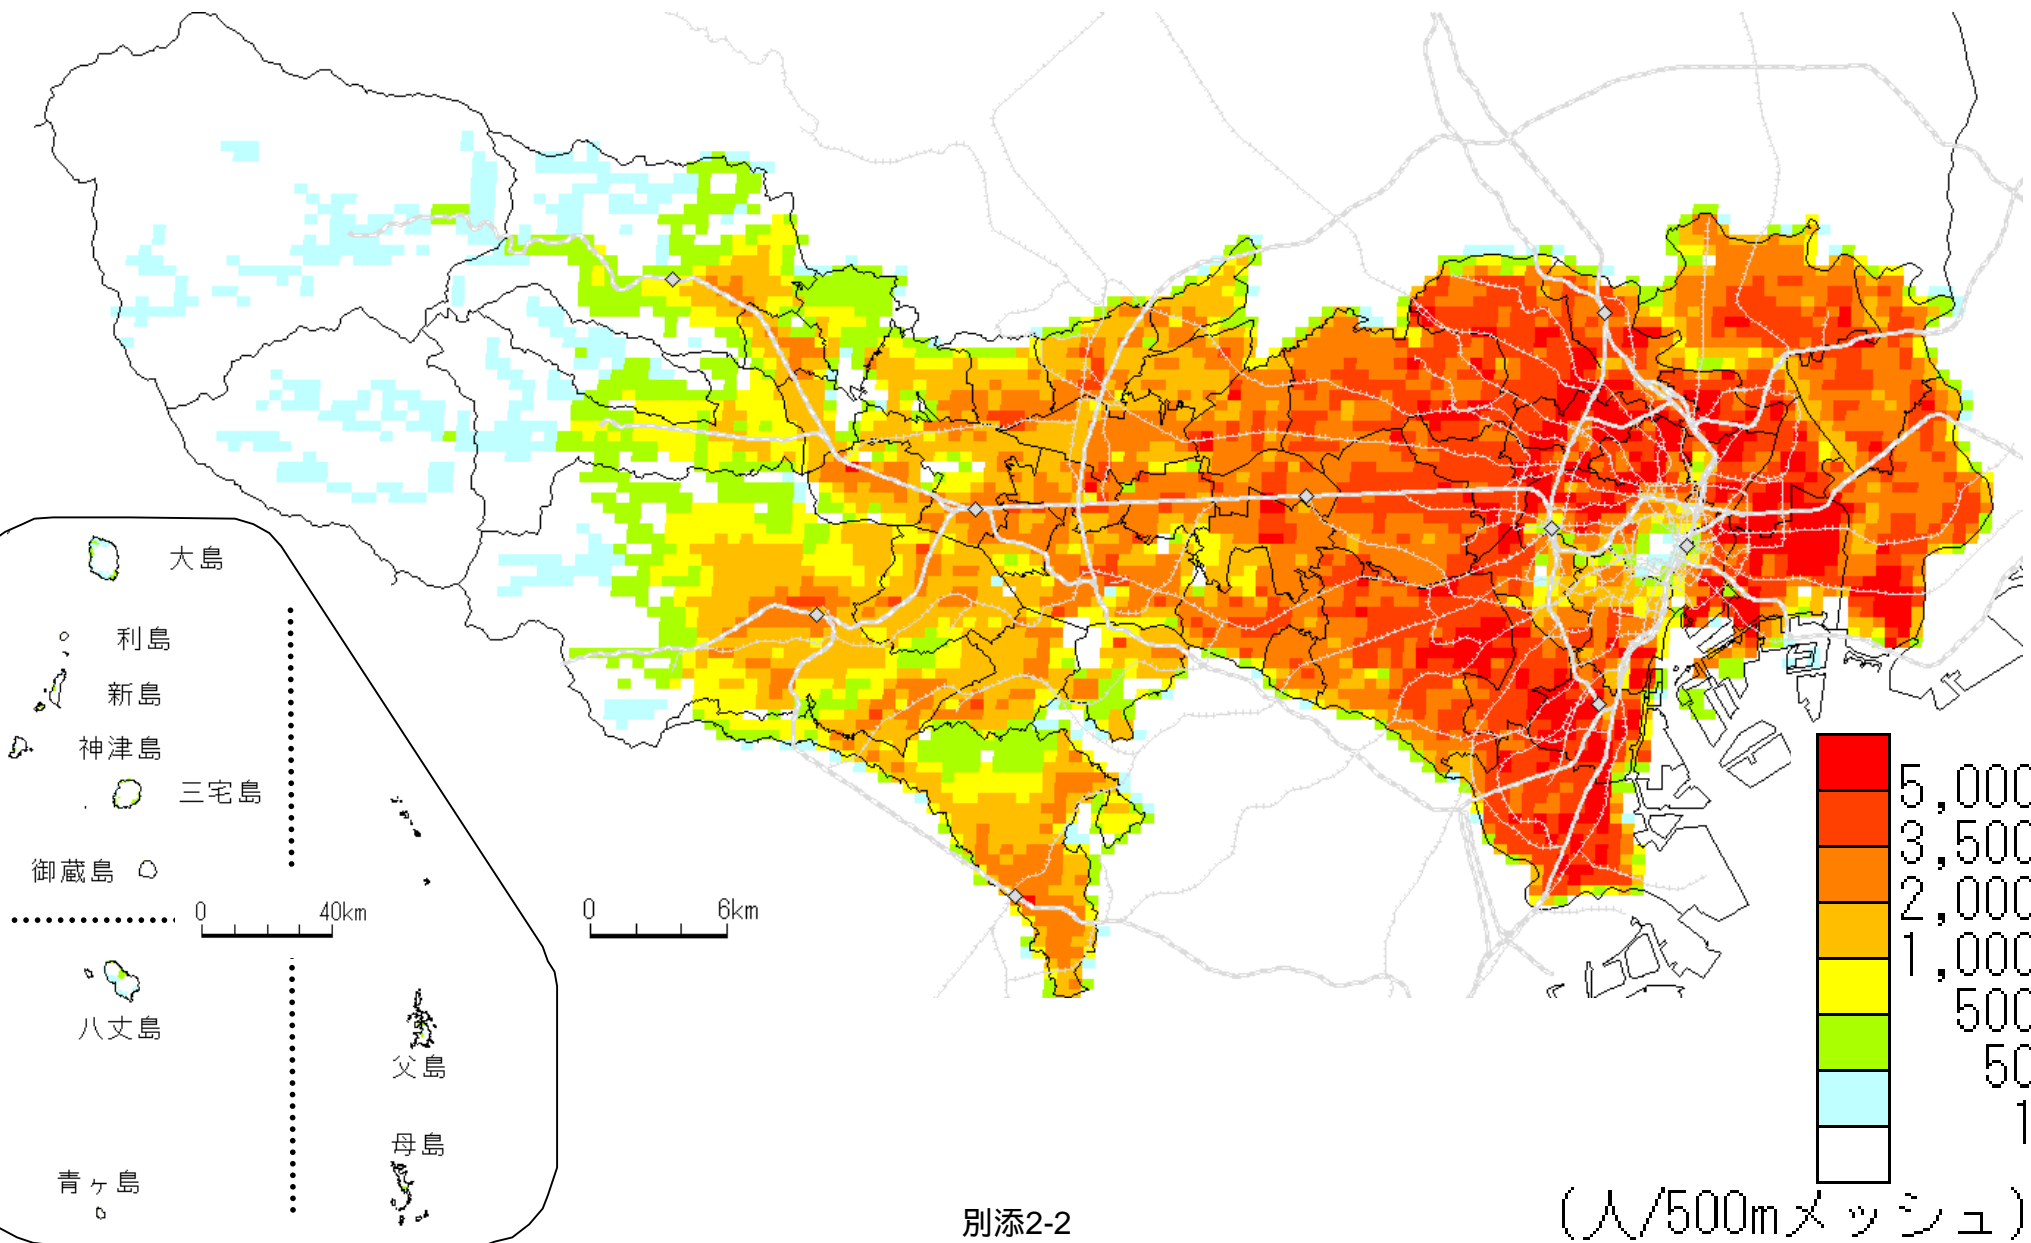 大島
利島
新島
神津島
三宅島
御蔵島
0 40km
0 6km
八丈島
父島
母島
青ヶ島
5,000
3,500
2,000
1,000
500
50
1
(人/500mメッシュ)
別添2-2